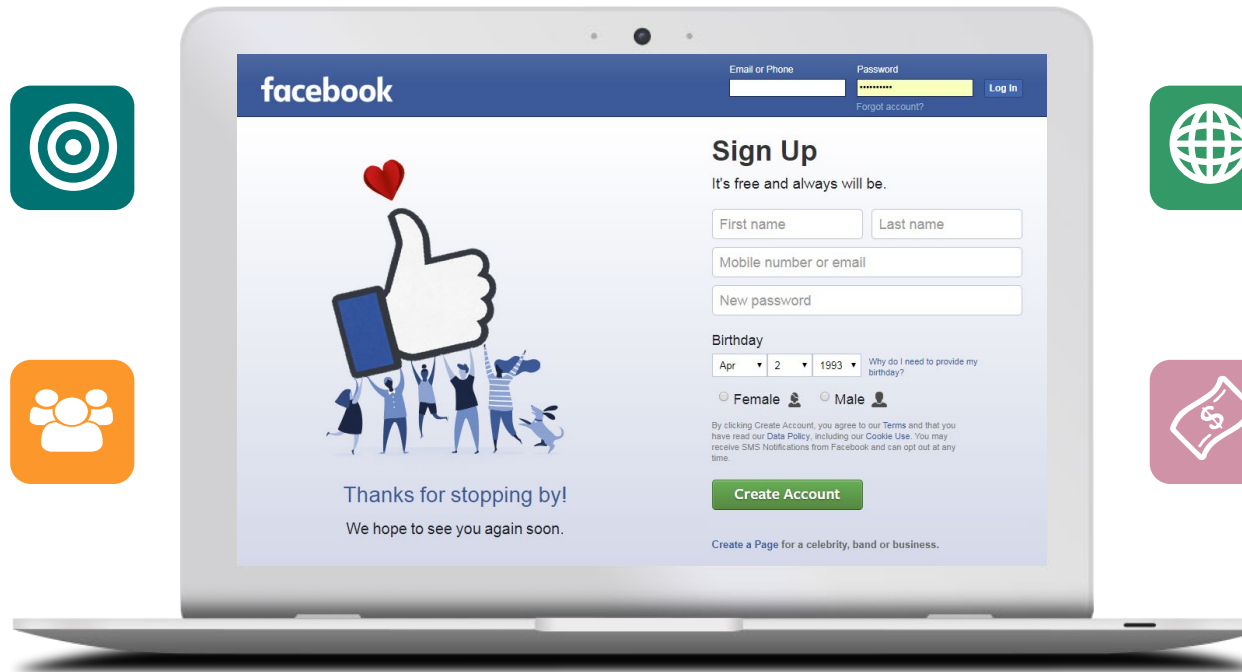 facebook
Email or Phone
Password
••••••••••
Log In
Forgot account?
Sign Up
It's free and always will be.
First name
Last name
Mobile number or email
New password
Birthday
Apr 2 1993
Why do I need to provide my
birthday?
Female Male
By clicking Create Account, you agree to our Terms and that you
have read our Data Policy, including our Cookie Use. You may
receive SMS Notifications from Facebook and can opt out at any
time.
Create Account
Create a Page for a celebrity, band or business.
Thanks for stopping by!
We hope to see you again soon.
$